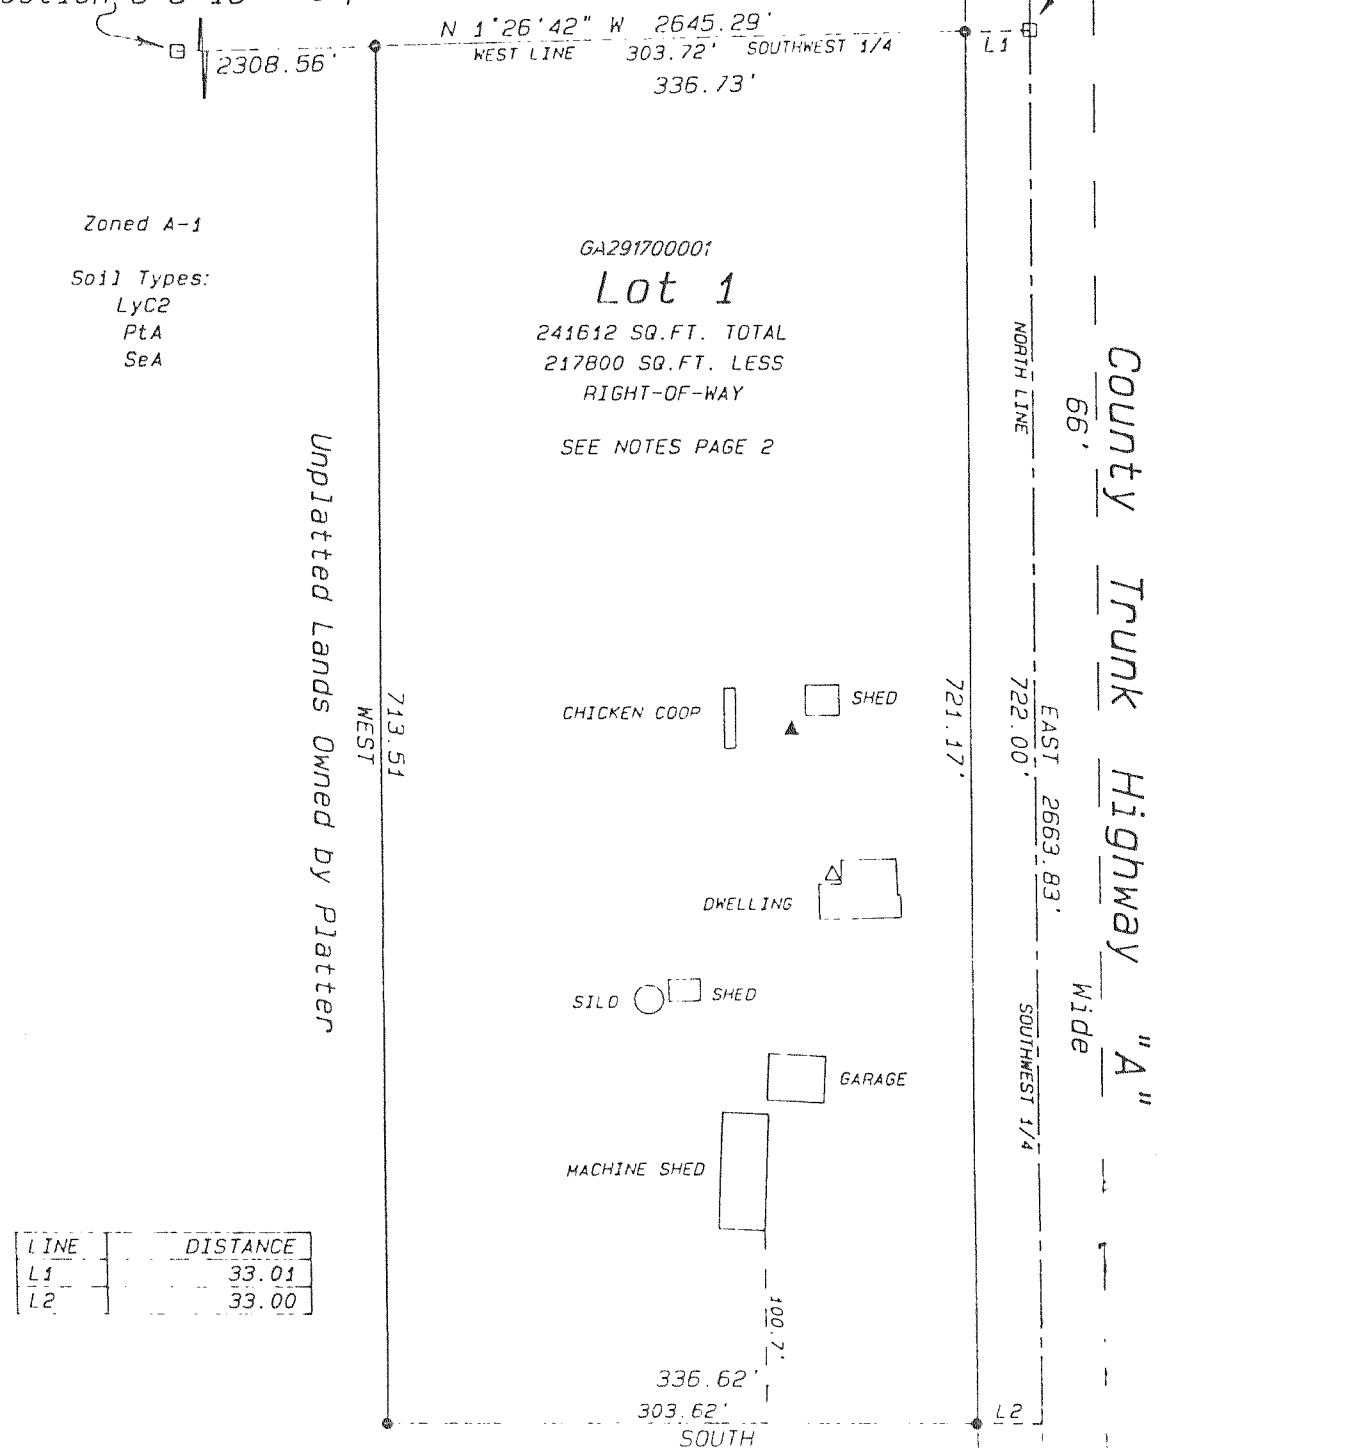 N 1°26'42" W 2645.29'
2308.56'
WEST LINE 303.72' SOUTHWEST 1/4
L1
336.73'
Zoned A-1
Soil Types:
LyC2
PtA
SeA
GA291700001
Lot 1
241612 SQ.FT. TOTAL
217800 SQ.FT. LESS
RIGHT-OF-WAY
SEE NOTES PAGE 2
Unplatted Lands Owned by Platter
WEST
713.51
CHICKEN COOP
SHED
DWELLING
SILO
SHED
GARAGE
MACHINE SHED
721.17'
NORTH LINE
722.00'
SOUTHWEST 1/4
EAST 2663.83'
66' Wide
County Trunk Highway "A"
LINE DISTANCE
L1 33.01
L2 33.00
100.7'
336.62'
303.62'
L2
SOUTH